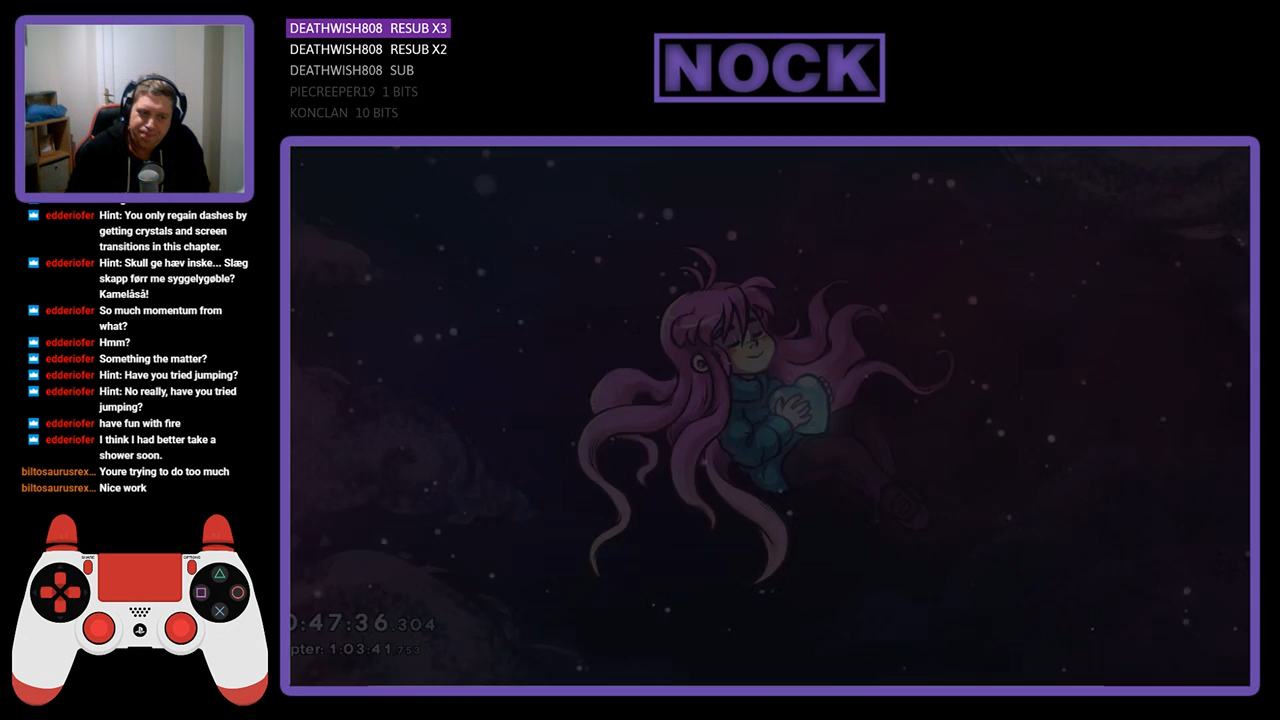 DEATHWISH808 RESUB X3
DEATHWISH808 RESUB X2
DEATHWISH808 SUB
PIECREEPER19 1 BITS
KONCLAN 10 BITS
NOCK
edderiofer Hint: You only regain dashes by
getting crystals and screen
transitions in this chapter.
edderiofer Hint: Skull ge hæv inske... Slæg
skapp førr me syggelygøble?
Kamelåså!
edderiofer So much momentum from
what?
edderiofer Hmm?
edderiofer Something the matter?
edderiofer Hint: Have you tried jumping?
edderiofer Hint: No really, have you tried
jumping?
edderiofer have fun with fire
edderiofer I think I had better take a
shower soon.
biltosaurusrex... Youre trying to do too much
biltosaurusrex... Nice work
SHARE
OPTIONS
:47:36.304
pter: 1:03:41.753